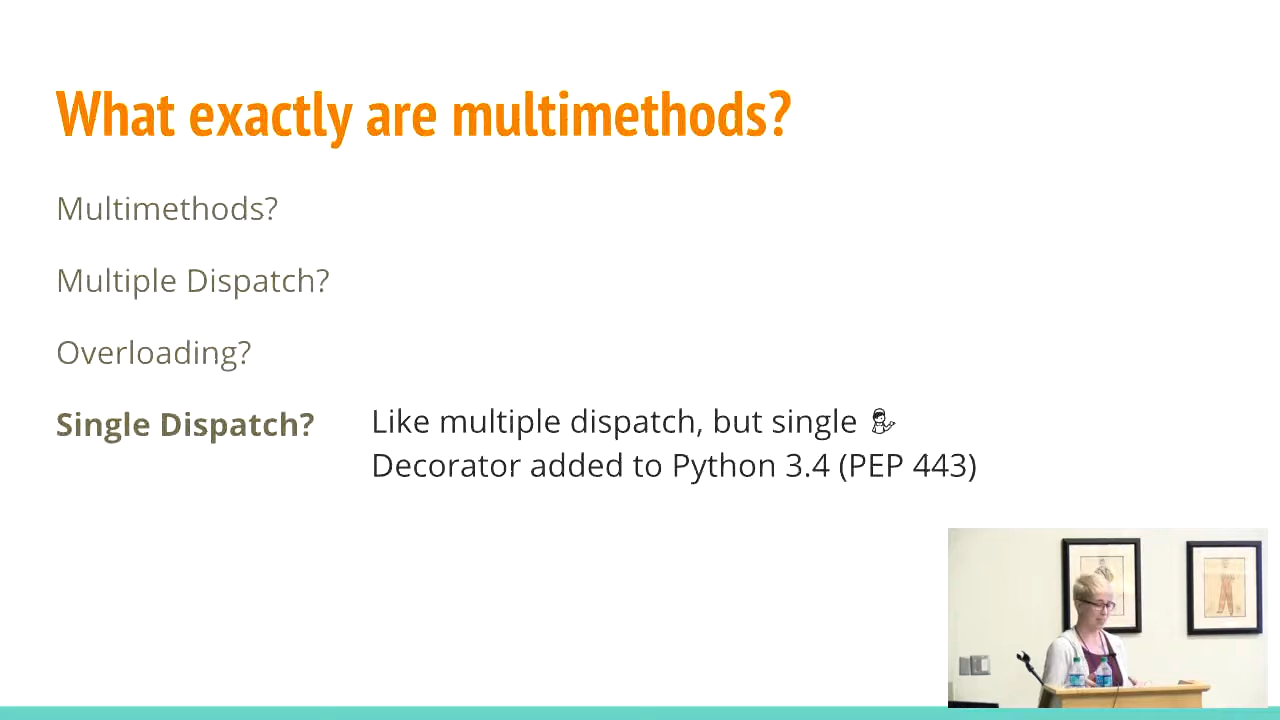 What exactly are multimethods?
Multimethods?
Multiple Dispatch?
Overloading?
Single Dispatch?
Like multiple dispatch, but single 💁
Decorator added to Python 3.4 (PEP 443)